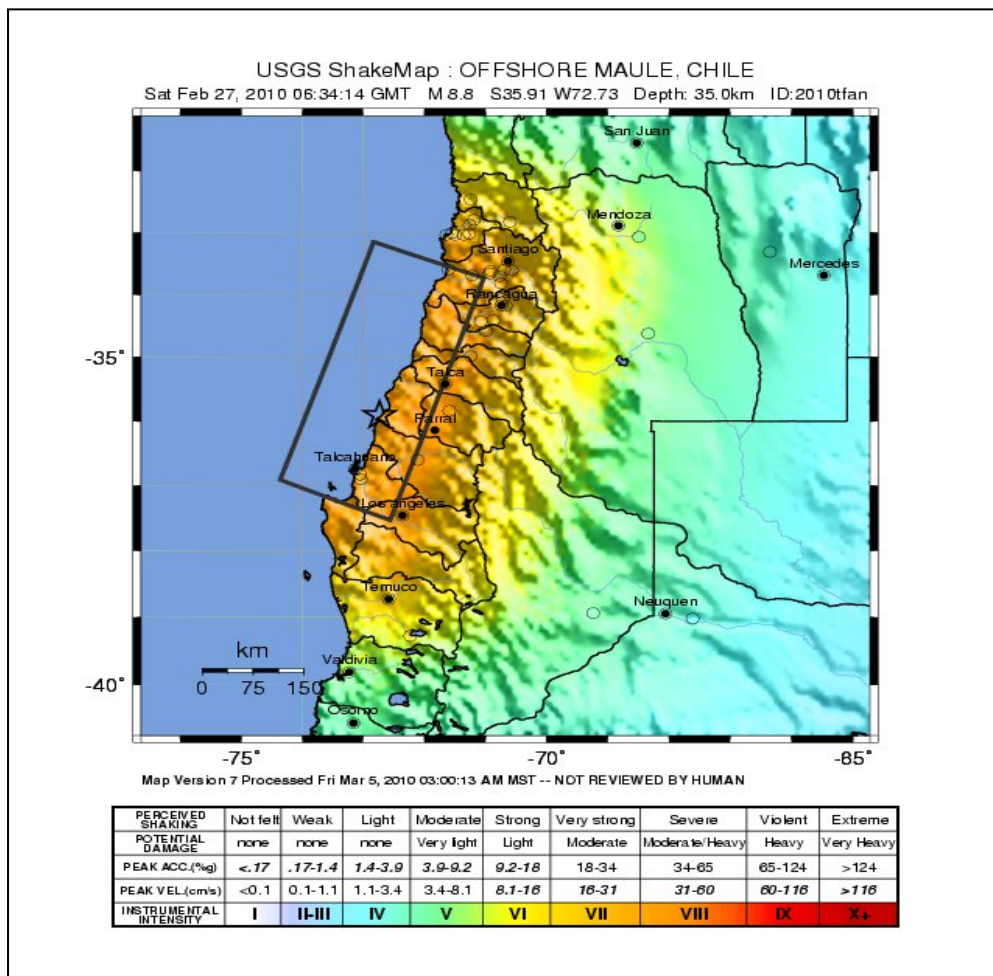 USGS ShakeMap : OFFSHORE MAULE, CHILE
Sat Feb 27, 2010 06:34:14 GMT M 8.8 S35.91 W72.73 Depth: 35.0km ID:2010tfan
San Juan
Mendoza
Santiago
Mercedes
Rancagua
-35°
Talca
Parral
Talcahuano
Los angeles
Temuco
Neuquen
km
Valdivia
0 75 150
-40°
Osorno
-75° -70° -65°
Map Version 7 Processed Fri Mar 5, 2010 03:00:13 AM MST -- NOT REVIEWED BY HUMAN
PERCEIVED SHAKING Not felt Weak Light Moderate Strong Very strong Severe Violent Extreme
POTENTIAL DAMAGE none none none Very light Light Moderate Moderate/Heavy Heavy Very Heavy
PEAK ACC.(%g) <.17 .17-1.4 1.4-3.9 3.9-9.2 9.2-18 18-34 34-65 65-124 >124
PEAK VEL.(cm/s) <0.1 0.1-1.1 1.1-3.4 3.4-8.1 8.1-16 16-31 31-60 60-116 >116
INSTRUMENTAL INTENSITY I II-III IV V VI VII VIII IX X+